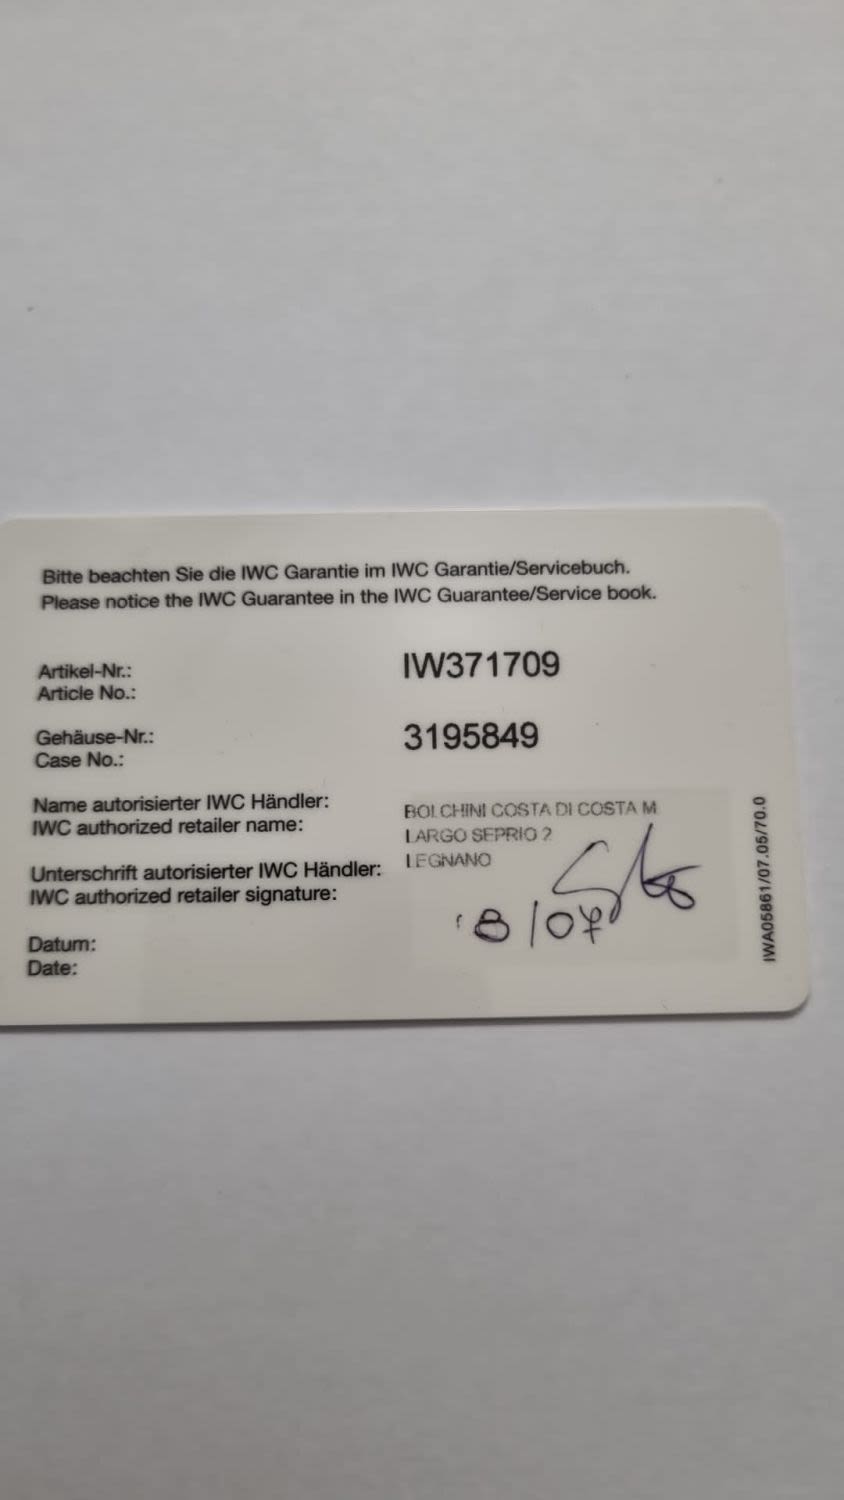 Bitte beachten Sie die IWC Garantie im IWC Garantie/Servicebuch.
Please notice the IWC Guarantee in the IWC Guarantee/Service book.
Artikel-Nr.: IW371709
Article No.:
Gehäuse-Nr.: 3195849
Case No.:
Name autorisierter IWC Händler: BOLCHINI COSTA DI COSTA M
IWC authorized retailer name: LARGO SEPRIO 2
LEGNANO
Unterschrift autorisierter IWC Händler:
IWC authorized retailer signature:
8/07
Datum:
Date:
IWA05861/07.05/70.0